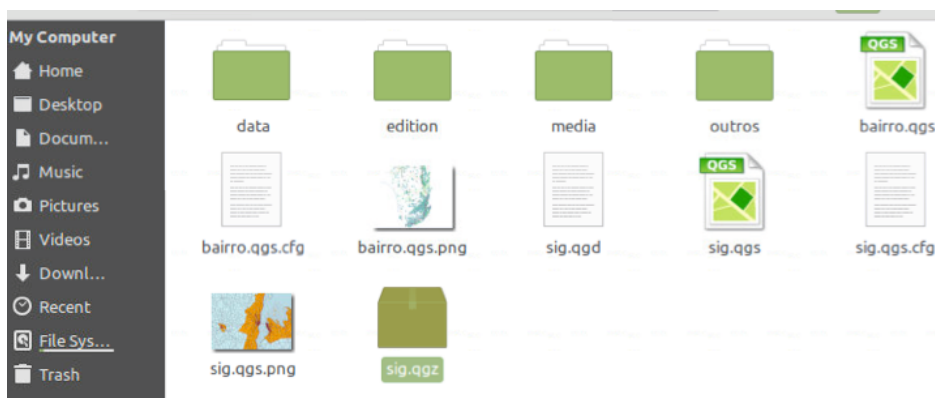 My Computer
Home
Desktop
Docum...
Music
Pictures
Videos
Downl...
Recent
File Sys...
Trash
QGS
data
edition
media
outros
bairro.qgs
QGS
bairro.qgs.cfg
bairro.qgs.png
sig.qgd
sig.qgs
sig.qgs.cfg
sig.qgs.png
sig.qgz